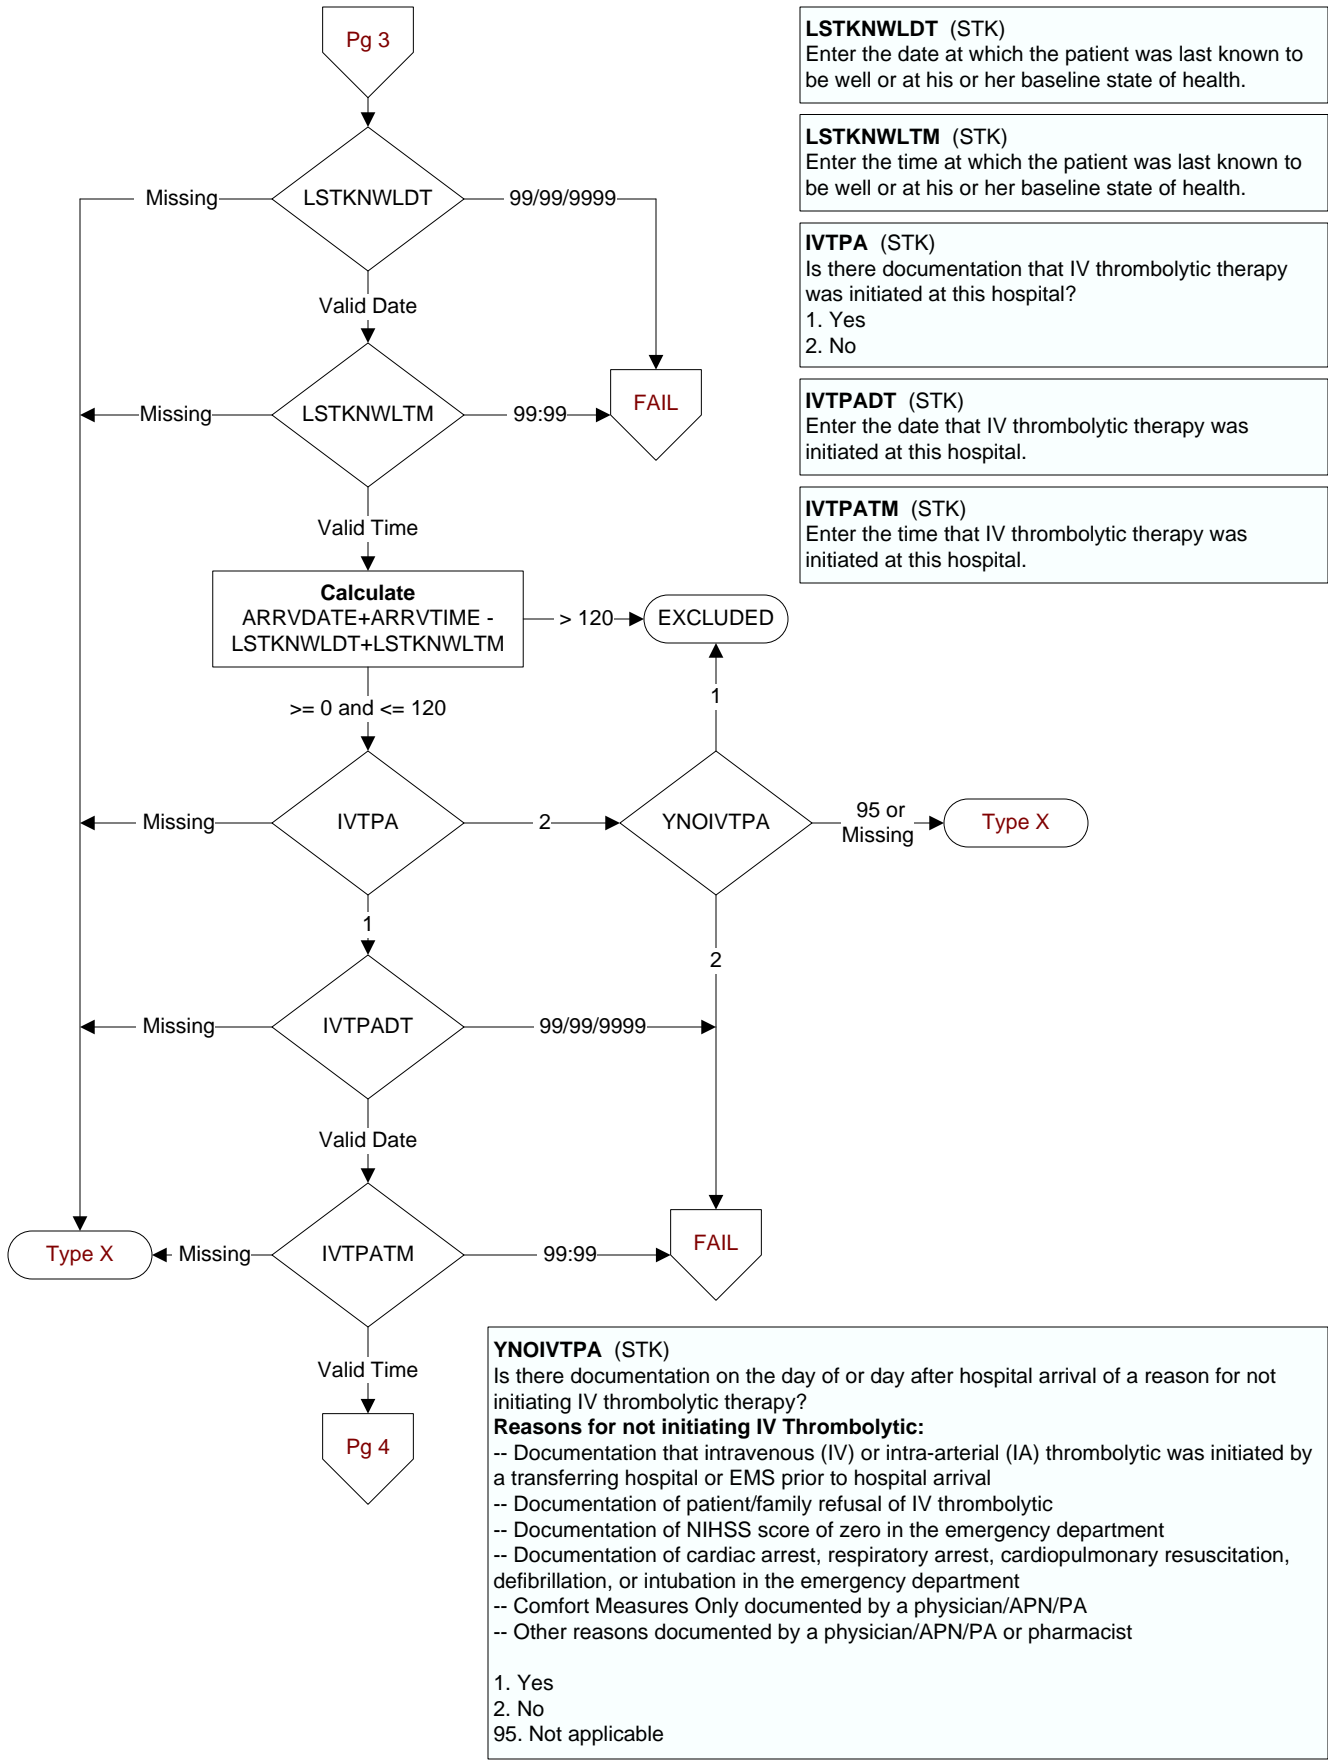 Pg 3
LSTKNWLDT (STK)
Enter the date at which the patient was last known to
be well or at his or her baseline state of health.
LSTKNWLTM (STK)
Enter the time at which the patient was last known to
be well or at his or her baseline state of health.
IVTPA (STK)
Is there documentation that IV thrombolytic therapy
was initiated at this hospital?
1. Yes
2. No
IVTPADT (STK)
Enter the date that IV thrombolytic therapy was
initiated at this hospital.
IVTPATM (STK)
Enter the time that IV thrombolytic therapy was
initiated at this hospital.
Missing
LSTKNWLDT
99/99/9999
Valid Date
Missing
LSTKNWLTM
99:99
FAIL
Valid Time
Calculate
ARRVDATE+ARRVTIME -
LSTKNWLDT+LSTKNWLTM
> 120
EXCLUDED
>= 0 and <= 120
1
Missing
IVTPA
2
YNOIVTPA
95 or
Missing
Type X
1
2
Missing
IVTPADT
99/99/9999
Valid Date
Type X
Missing
IVTPATM
99:99
FAIL
Valid Time
Pg 4
YNOIVTPA (STK)
Is there documentation on the day of or day after hospital arrival of a reason for not
initiating IV thrombolytic therapy?
Reasons for not initiating IV Thrombolytic:
-- Documentation that intravenous (IV) or intra-arterial (IA) thrombolytic was initiated by
a transferring hospital or EMS prior to hospital arrival
-- Documentation of patient/family refusal of IV thrombolytic
-- Documentation of NIHSS score of zero in the emergency department
-- Documentation of cardiac arrest, respiratory arrest, cardiopulmonary resuscitation,
defibrillation, or intubation in the emergency department
-- Comfort Measures Only documented by a physician/APN/PA
-- Other reasons documented by a physician/APN/PA or pharmacist
1. Yes
2. No
95. Not applicable